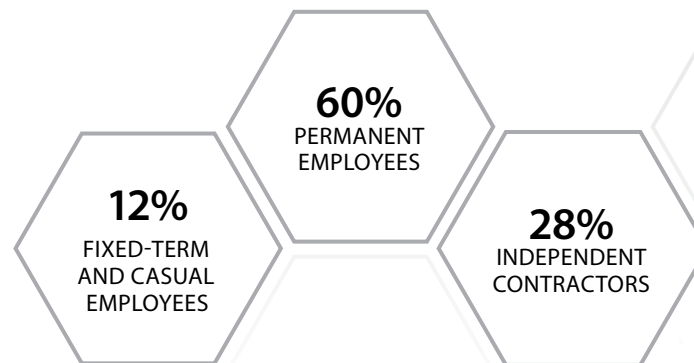 60%
PERMANENT
EMPLOYEES
12%
FIXED-TERM
AND CASUAL
EMPLOYEES
28%
INDEPENDENT
CONTRACTORS